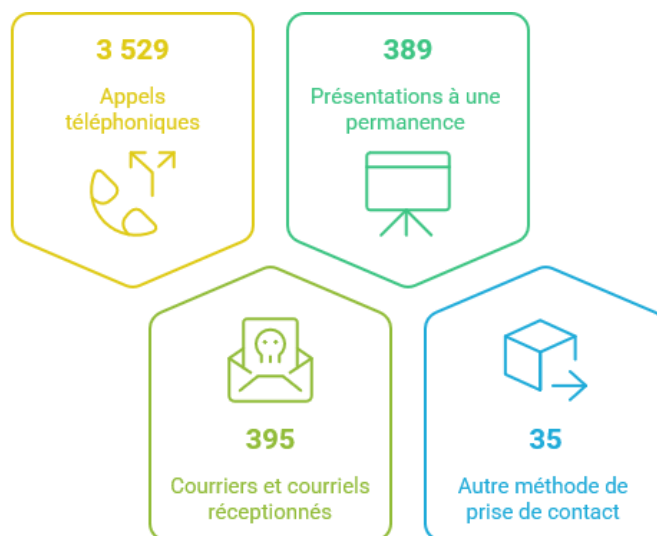 3 529
Appels
téléphoniques
389
Présentations à une
permanence
395
Courriers et courriels
réceptionnés
35
Autre méthode de
prise de contact